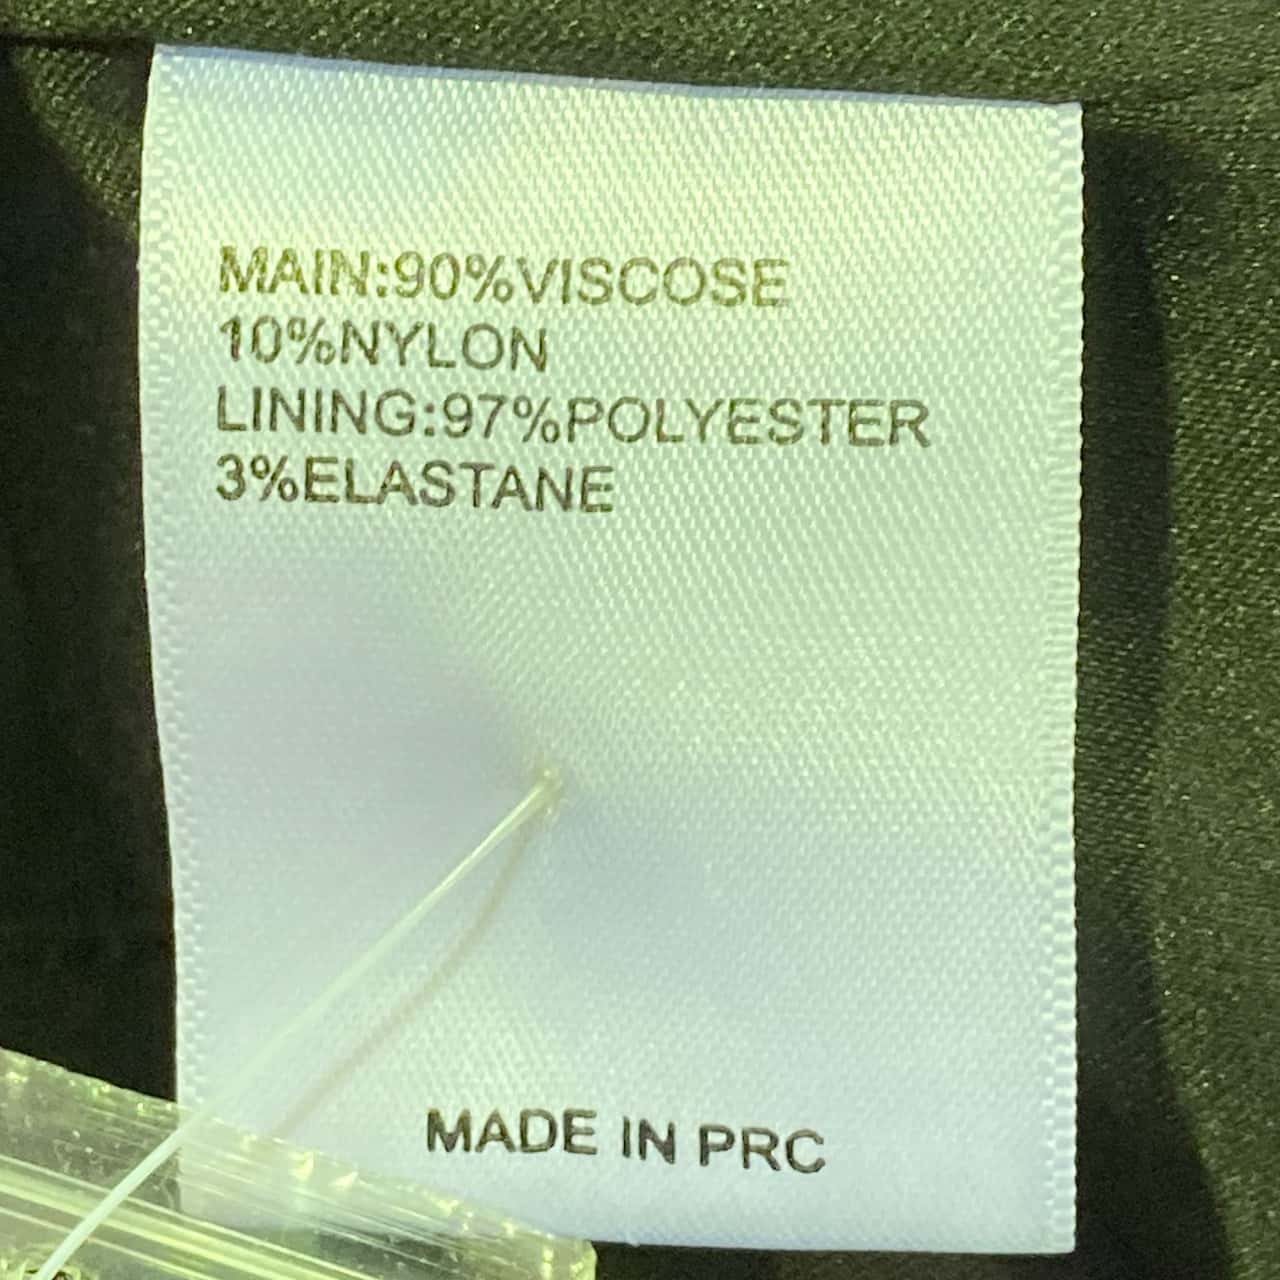 MAIN:90%VISCOSE
10%NYLON
LINING:97%POLYESTER
3%ELASTANE
MADE IN PRC